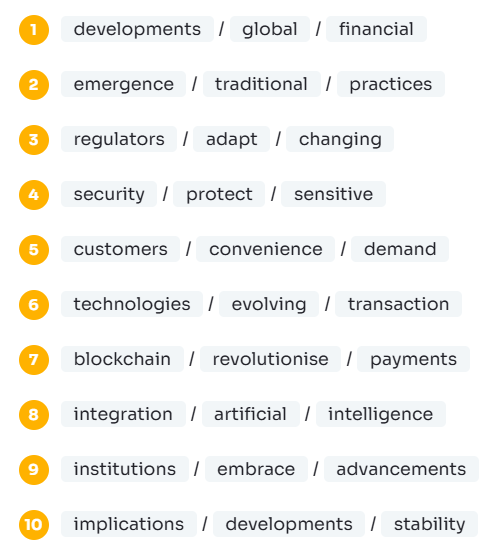 1 developments / global / financial
2 emergence / traditional / practices
3 regulators / adapt / changing
4 security / protect / sensitive
5 customers / convenience / demand
6 technologies / evolving / transaction
7 blockchain / revolutionise / payments
8 integration / artificial / intelligence
9 institutions / embrace / advancements
10 implications / developments / stability